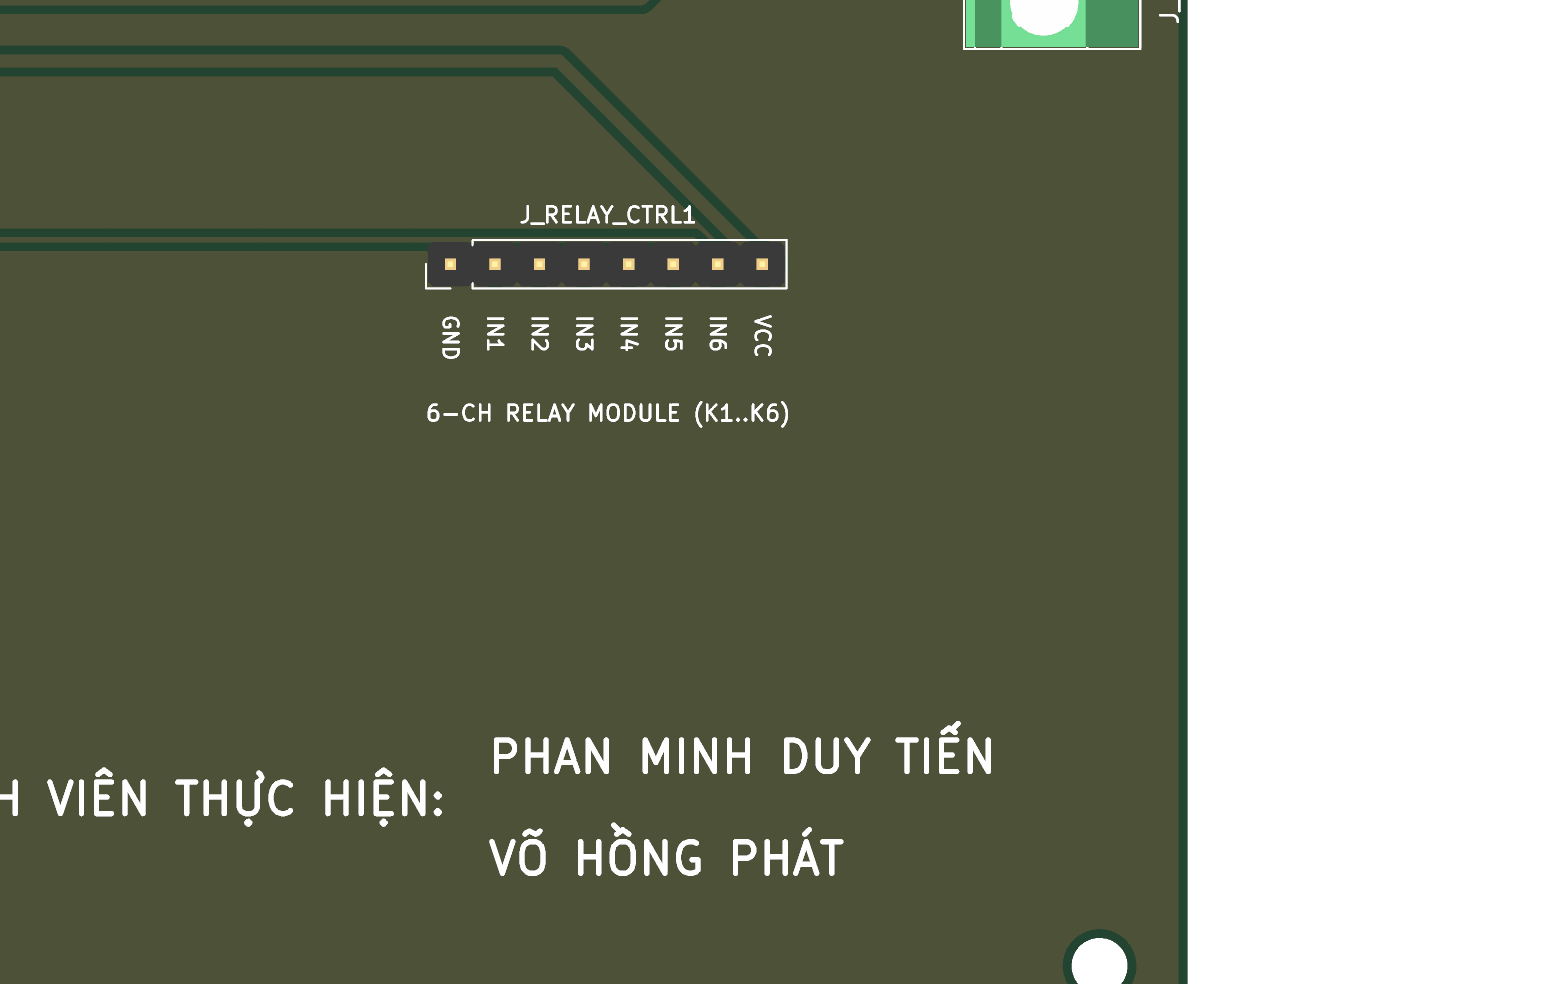 J_RELAY_CTRL1
GND IN1 IN2 IN3 IN4 IN5 IN6 VCC
6-CH RELAY MODULE (K1..K6)
PHAN MINH DUY TIẾN
VIÊN THỰC HIỆN:
VÕ HỒNG PHÁT